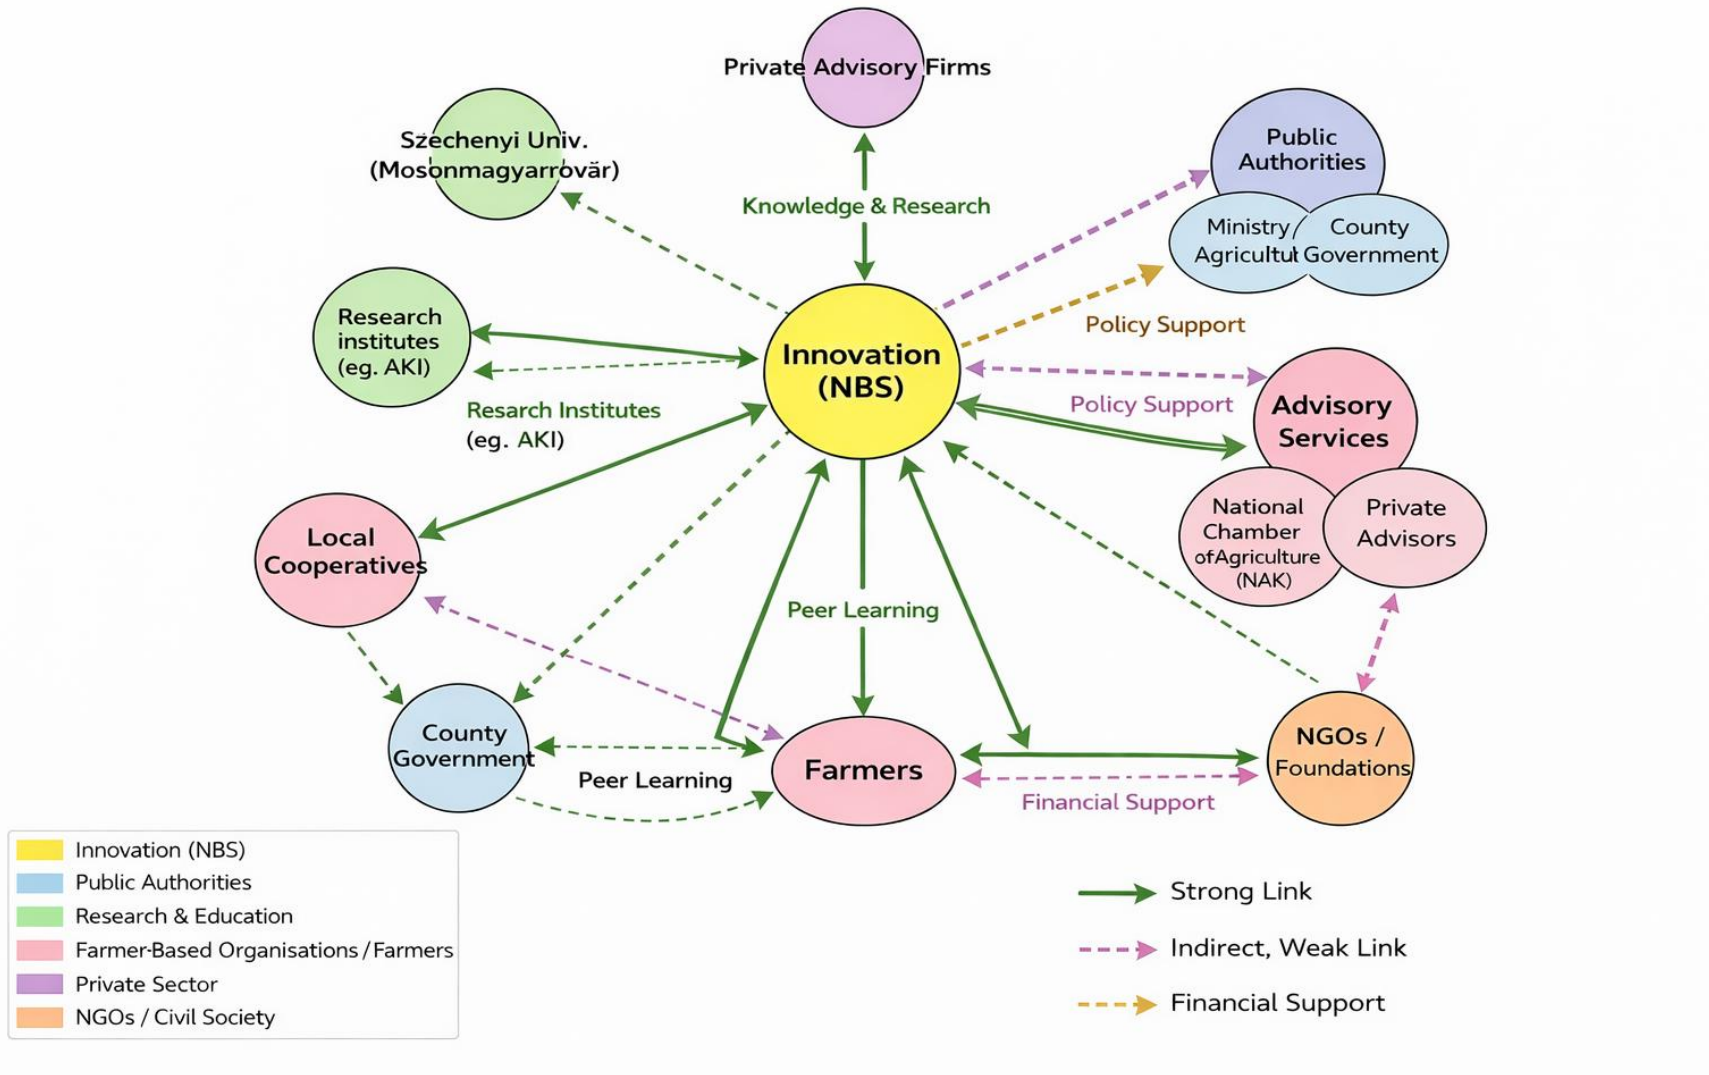 Private Advisory Firms
Széchenyi Univ.
(Mosonmagyarrovăr)
Public
Authorities
Ministry
Agricultut
County
Government
Knowledge & Research
Research
institutes
(eg. AKI)
Innovation
(NBS)
Policy Support
Policy Support
Advisory
Services
Resarch Institutes
(eg. AKI)
National
Chamber
ofAgriculture
(NAK)
Private
Advisors
Local
Cooperatives
Peer Learning
County
Government
Peer Learning
Farmers
NGOs /
Foundations
Financial Support
Innovation (NBS)
Public Authorities
Research & Education
Farmer-Based Organisations / Farmers
Private Sector
NGOs / Civil Society
Strong Link
Indirect, Weak Link
Financial Support